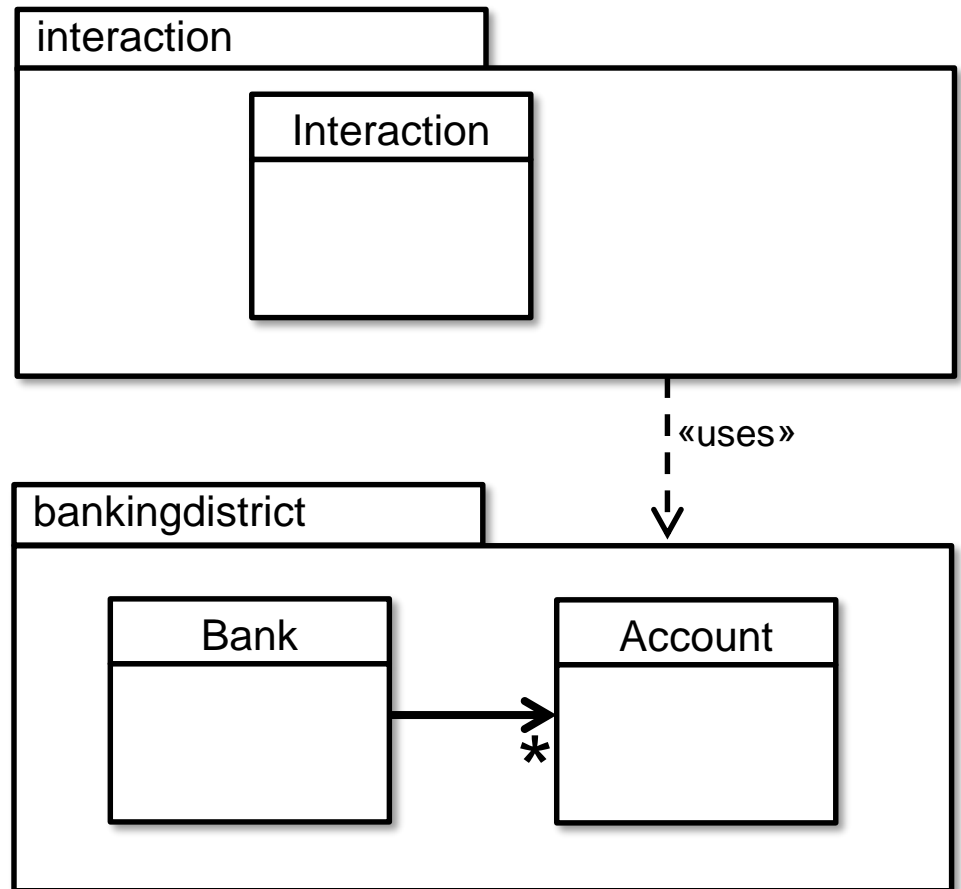 interaction
Interaction
«uses»
bankingdistrict
Bank
Account
*